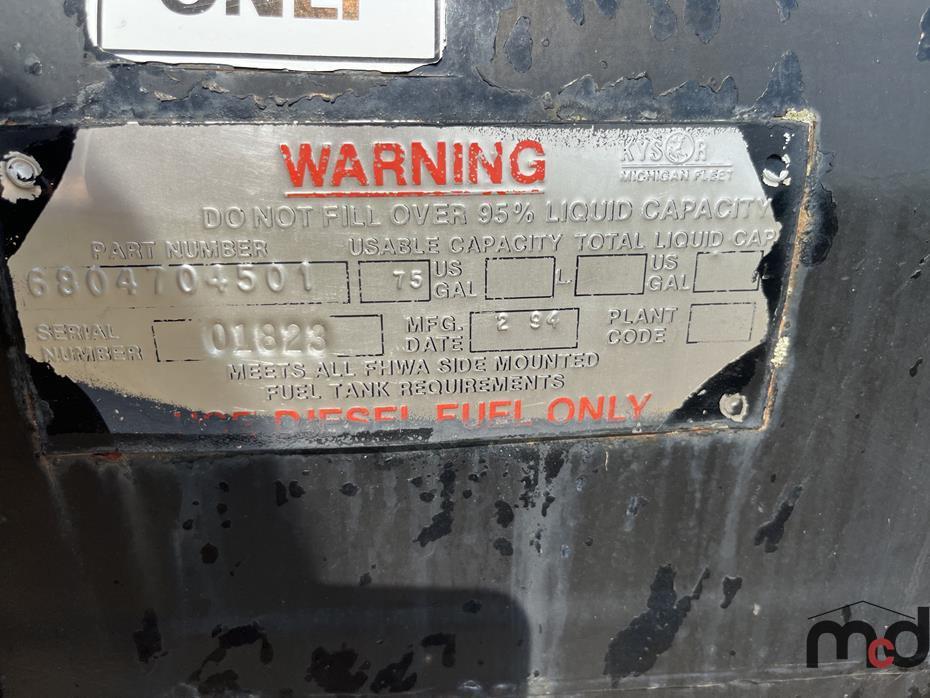 ONLY
WARNING
KYSOR
MICHIGAN FLEET
DO NOT FILL OVER 95% LIQUID CAPACITY
PART NUMBER USABLE CAPACITY TOTAL LIQUID CAP
6804704501 75 US GAL L. US GAL
SERIAL NUMBER 01823 MFG. DATE 2 94 PLANT CODE
MEETS ALL FHWA SIDE MOUNTED
FUEL TANK REQUIREMENTS
USE DIESEL FUEL ONLY
mcd